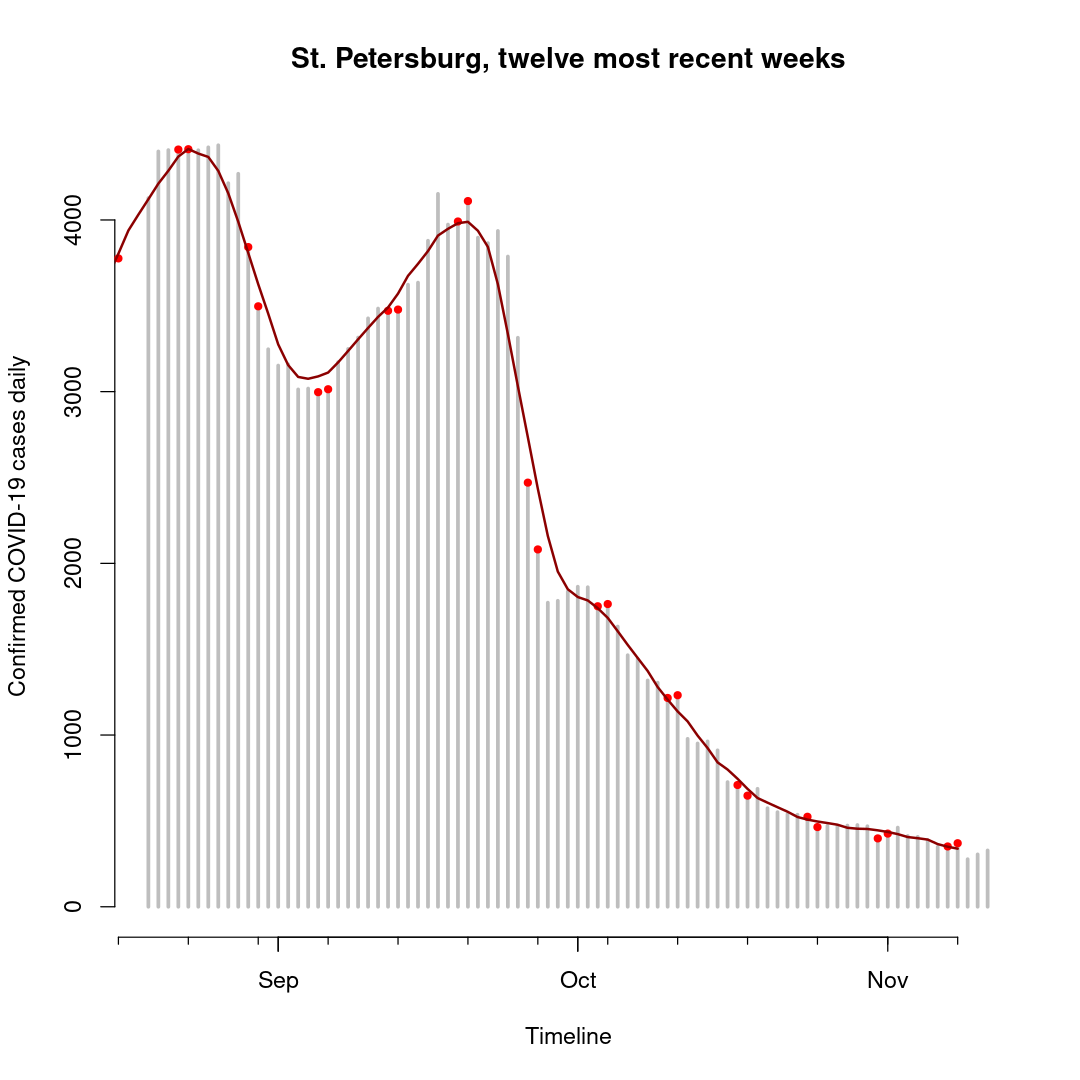 St. Petersburg, twelve most recent weeks
Confirmed COVID-19 cases daily
4000
3000
2000
1000
0
Sep Oct Nov
Timeline